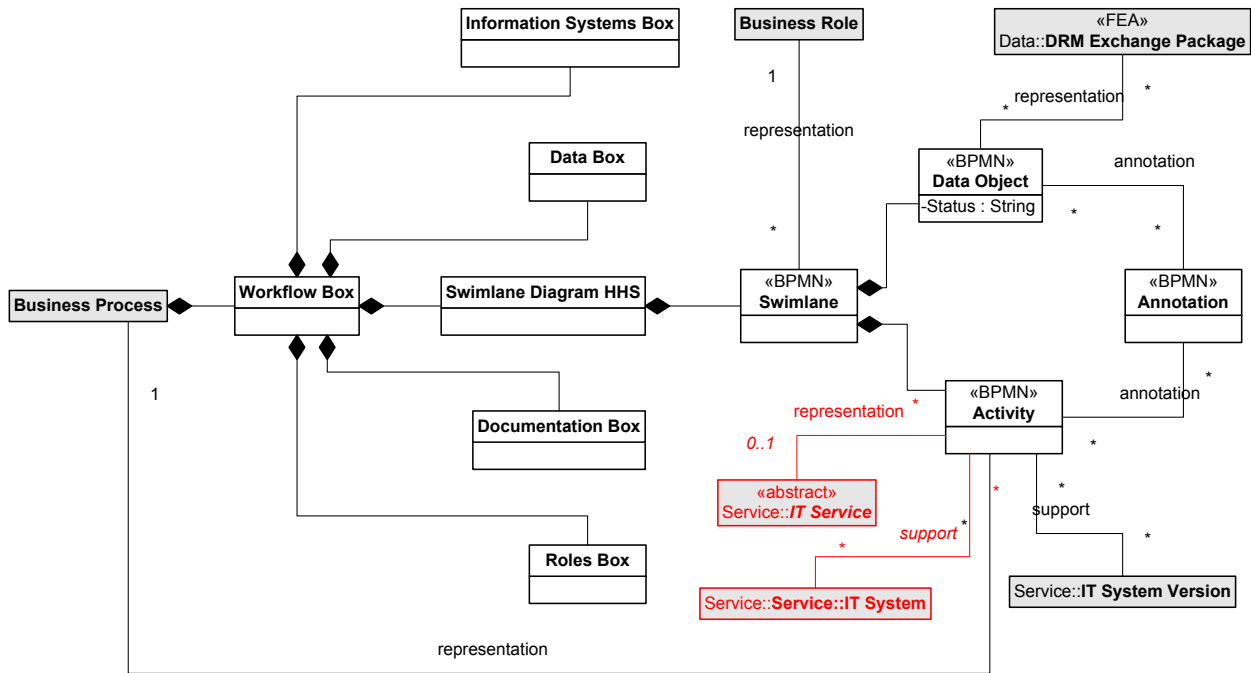 Information Systems Box
Business Role
«FEA»
Data::DRM Exchange Package
1
*
representation
*
representation
Data Box
«BPMN»
Data Object
-Status : String
annotation
*
*
*
Business Process
Workflow Box
Swimlane Diagram HHS
«BPMN»
Swimlane
«BPMN»
Annotation
1
«BPMN»
Activity
*
annotation
representation
*
Documentation Box
0..1
*
«abstract»
Service::IT Service
*
*
support
*
support
*
*
Roles Box
Service::Service::IT System
Service::IT System Version
representation